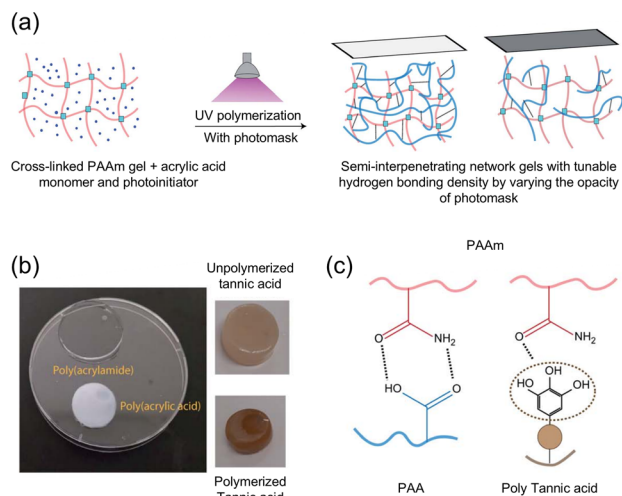 (a)
UV polymerization
With photomask
Cross-linked PAAm gel + acrylic acid
monomer and photoinitiator
Semi-interpenetrating network gels with tunable
hydrogen bonding density by varying the opacity
of photomask
(b)
Unpolymerized
tannic acid
Poly(acrylamide)
Poly(acrylic acid)
Polymerized
Tannic acid
(c)
PAAm
O
NH2
HO
O
PAA
O
NH2
OH
HO
OH
Poly Tannic acid